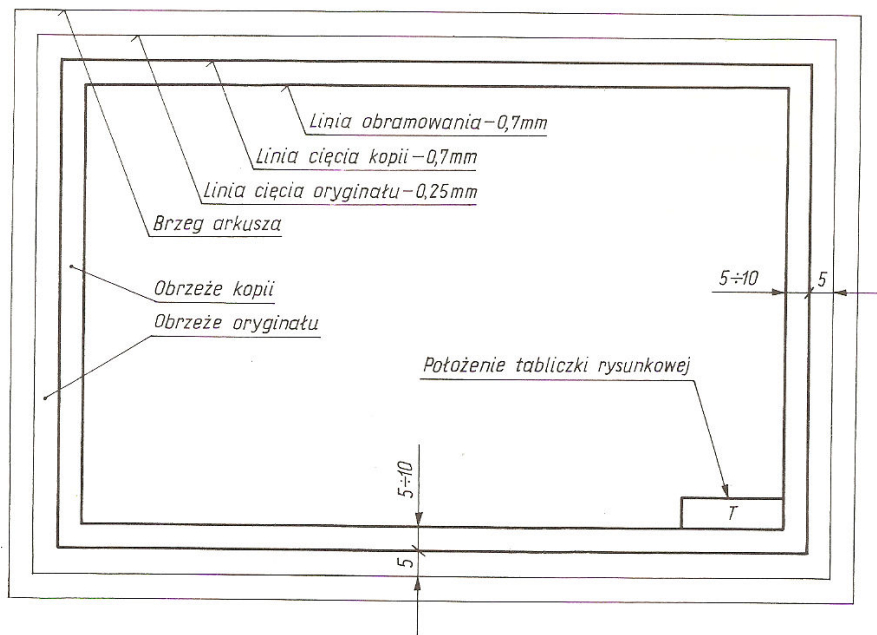 Linia obramowania-0,7mm
Linia cięcia kopii-0,7mm
Linia cięcia oryginału-0,25mm
Brzeg arkusza
Obrzeże kopii
Obrzeże oryginału
5÷10
5
Położenie tabliczki rysunkowej
5÷10
T
5